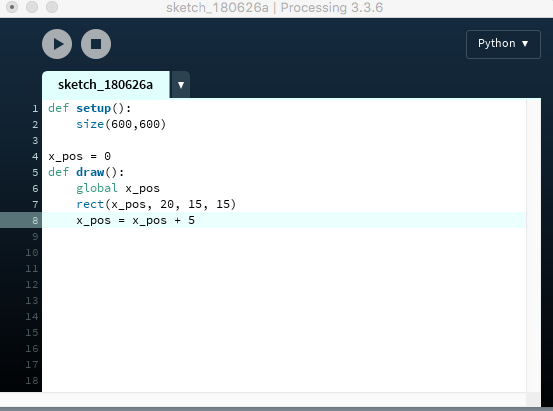 sketch_180626a | Processing 3.3.6
Python ▼
sketch_180626a ▼
1 def setup():
2     size(600,600)
3
4 x_pos = 0
5 def draw():
6     global x_pos
7     rect(x_pos, 20, 15, 15)
8     x_pos = x_pos + 5
9
10
11
12
13
14
15
16
17
18